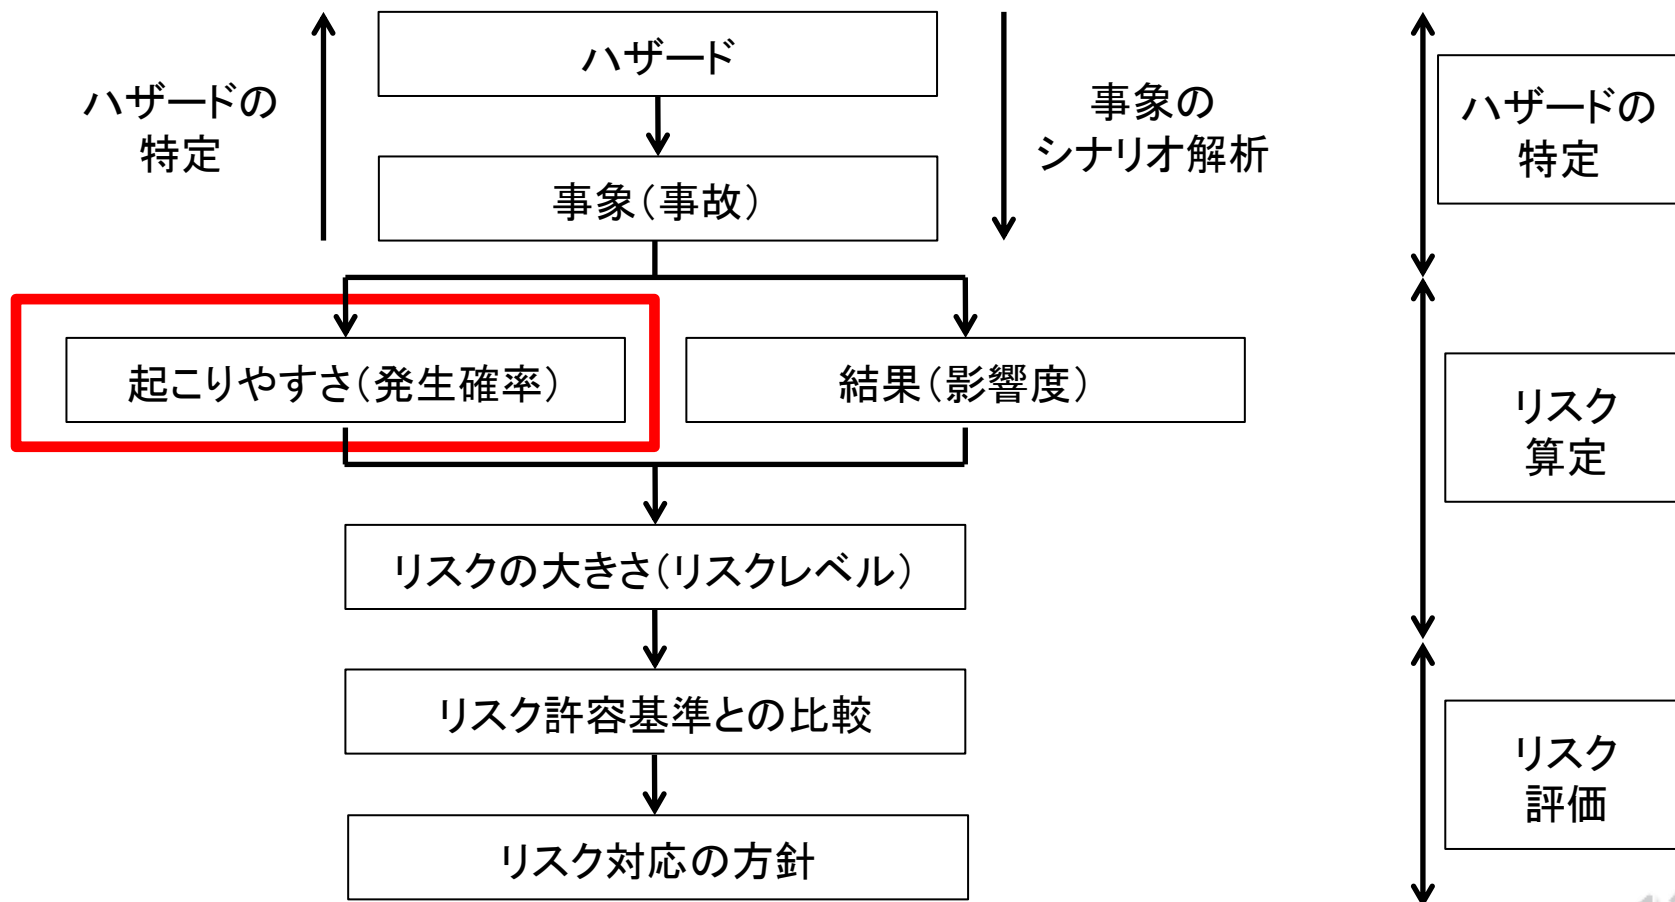 ハザード
ハザードの
特定
事象の
シナリオ解析
ハザードの
特定
事象(事故)
起こりやすさ(発生確率)
結果(影響度)
リスク
算定
リスクの大きさ(リスクレベル)
リスク許容基準との比較
リスク
評価
リスク対応の方針